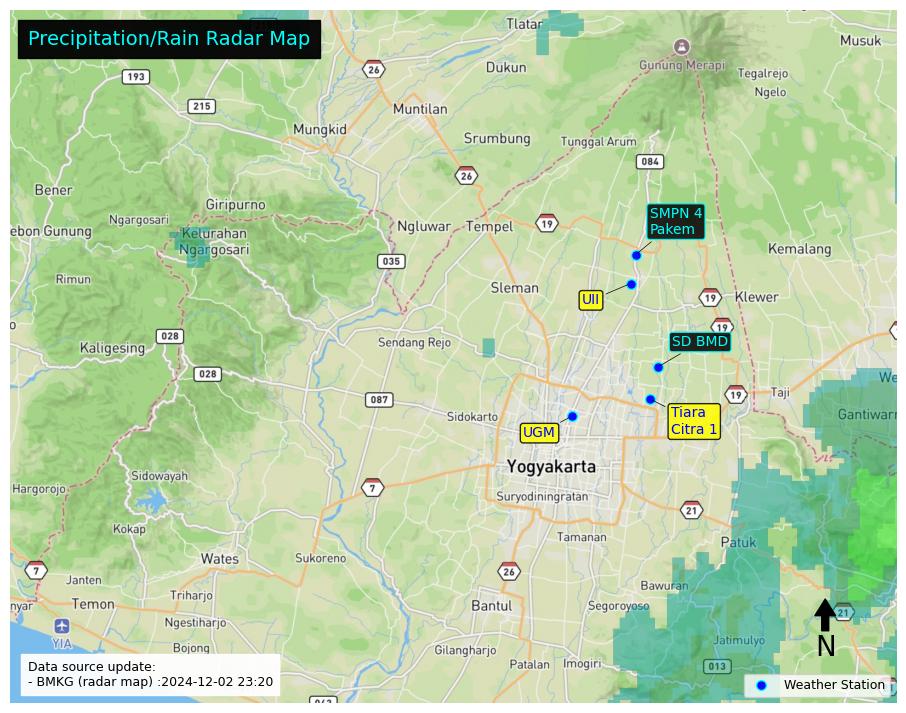 Precipitation/Rain Radar Map
Tlatar
Musuk
26
Gunung Merapi
Dukun
193
Tegalrejo
Ngelo
215
Muntilan
Mungkid
Srumbung
Tunggal Arum
084
26
Bener
Giripurno
SMPN 4
Pakem
Ngargosari
Ngluwar
Tempel
19
ebon Gunung
Kelurahan
Ngargosari
Kemalang
035
Rimun
Sleman
UII
19
Klewer
19
028
Kaligesing
Sendang Rejo
SD BMD
028
We
19
Taji
087
Sidokarto
Tiara
Citra 1
Gantiwarn
UGM
Yogyakarta
Sidowayah
Hargorojo
7
Suryodiningratan
21
Kokap
Tamanan
Patuk
Wates
Sukoreno
7
26
Janten
Bawuran
Triharjo
nyar
Temon
Bantul
Segoroyoso
21
Ngestiharjo
YIA
Jatimulyo
N
Bojong
Gilangharjo
Patalan
Imogiri
013
Data source update:
- BMKG (radar map) :2024-12-02 23:20
Weather Station